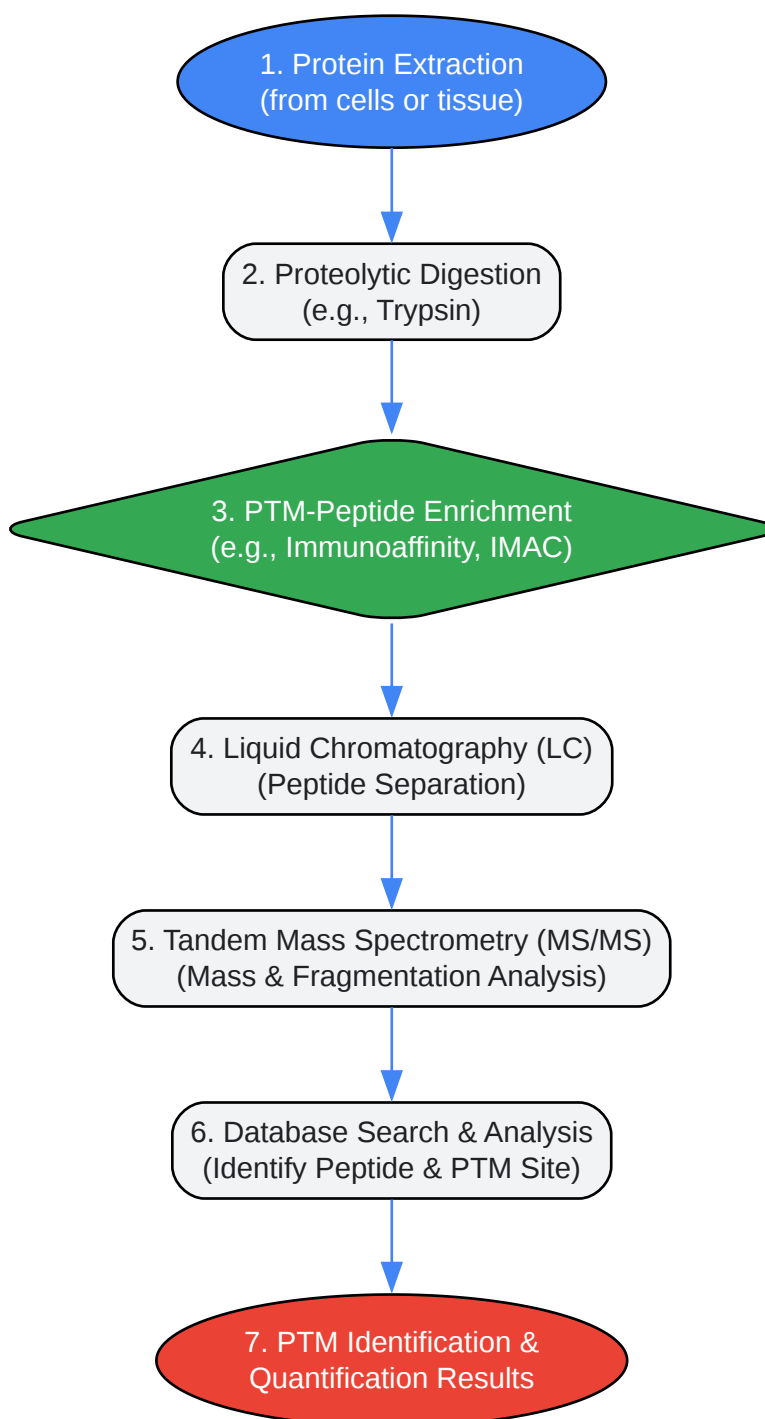 1. Protein Extraction
(from cells or tissue)
2. Proteolytic Digestion
(e.g., Trypsin)
3. PTM-Peptide Enrichment
(e.g., Immunoaffinity, IMAC)
4. Liquid Chromatography (LC)
(Peptide Separation)
5. Tandem Mass Spectrometry (MS/MS)
(Mass & Fragmentation Analysis)
6. Database Search & Analysis
(Identify Peptide & PTM Site)
7. PTM Identification &
Quantification Results